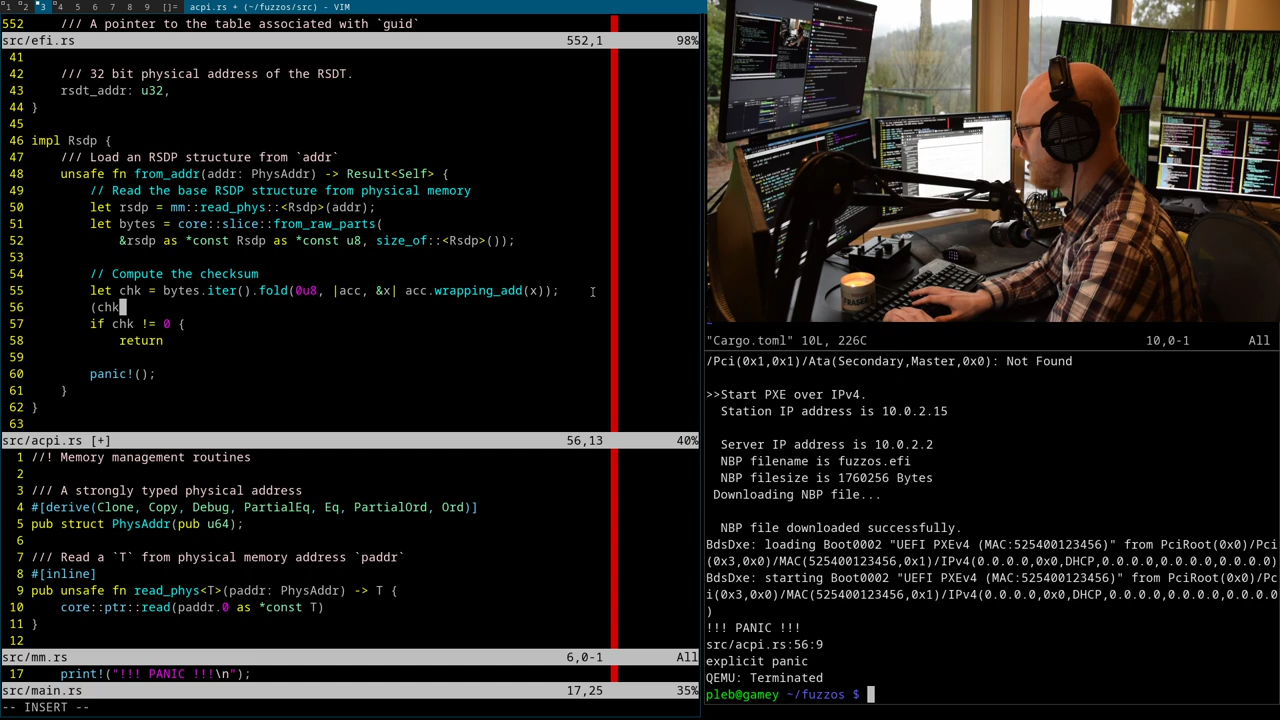 1 2 3 4 5 6 7 8 9 []= acpi.rs + (~/fuzzos/src) - VIM
552 /// A pointer to the table associated with `guid`
src/efi.rs 552,1 98%
41
42 /// 32 bit physical address of the RSDT.
43 rsdt_addr: u32,
44 }
45
46 impl Rsdp {
47 /// Load an RSDP structure from `addr`
48 unsafe fn from_addr(addr: PhysAddr) -> Result<Self> {
49 // Read the base RSDP structure from physical memory
50 let rsdp = mm::read_phys::<Rsdp>(addr);
51 let bytes = core::slice::from_raw_parts(
52 &rsdp as *const Rsdp as *const u8, size_of::<Rsdp>());
53
54 // Compute the checksum
55 let chk = bytes.iter().fold(0u8, |acc, &x| acc.wrapping_add(x));
56 (chk
57 if chk != 0 {
58 return
59
60 panic!();
61 }
62 }
63
src/acpi.rs [+] 56,13 40%
1 //! Memory management routines
2
3 /// A strongly typed physical address
4 #[derive(Clone, Copy, Debug, PartialEq, Eq, PartialOrd, Ord)]
5 pub struct PhysAddr(pub u64);
6
7 /// Read a `T` from physical memory address `paddr`
8 #[inline]
9 pub unsafe fn read_phys<T>(paddr: PhysAddr) -> T {
10 core::ptr::read(paddr.0 as *const T)
11 }
12
src/mm.rs 6,0-1 All
17 print!("!!! PANIC !!!\n");
src/main.rs 17,25 35%
-- INSERT --
~
"Cargo.toml" 10L, 226C 10,0-1 All
/Pci(0x1,0x1)/Ata(Secondary,Master,0x0): Not Found
>>Start PXE over IPv4.
Station IP address is 10.0.2.15
Server IP address is 10.0.2.2
NBP filename is fuzzos.efi
NBP filesize is 1760256 Bytes
Downloading NBP file...
NBP file downloaded successfully.
BdsDxe: loading Boot0002 "UEFI PXEv4 (MAC:525400123456)" from PciRoot(0x0)/Pci
(0x3,0x0)/MAC(525400123456,0x1)/IPv4(0.0.0.0,0x0,DHCP,0.0.0.0,0.0.0.0,0.0.0.0)
BdsDxe: starting Boot0002 "UEFI PXEv4 (MAC:525400123456)" from PciRoot(0x0)/Pc
i(0x3,0x0)/MAC(525400123456,0x1)/IPv4(0.0.0.0,0x0,DHCP,0.0.0.0,0.0.0.0,0.0.0.0
)
!!! PANIC !!!
src/acpi.rs:56:9
explicit panic
QEMU: Terminated
pleb@gamey ~/fuzzos $
FRASER